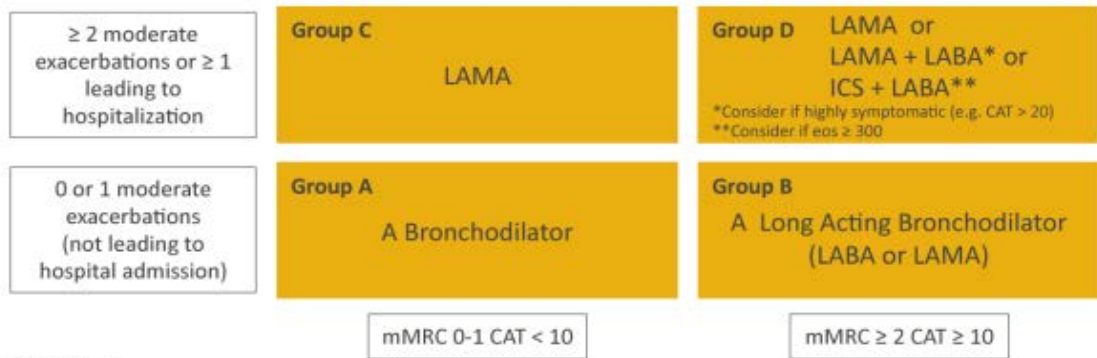 ≥ 2 moderate
exacerbations or ≥ 1
leading to
hospitalization
Group C
LAMA
Group D
LAMA or
LAMA + LABA* or
ICS + LABA**
*Consider if highly symptomatic (e.g. CAT > 20)
**Consider if eos ≥ 300
0 or 1 moderate
exacerbations
(not leading to
hospital admission)
Group A
A Bronchodilator
Group B
A Long Acting Bronchodilator
(LABA or LAMA)
mMRC 0-1 CAT < 10
mMRC ≥ 2 CAT ≥ 10